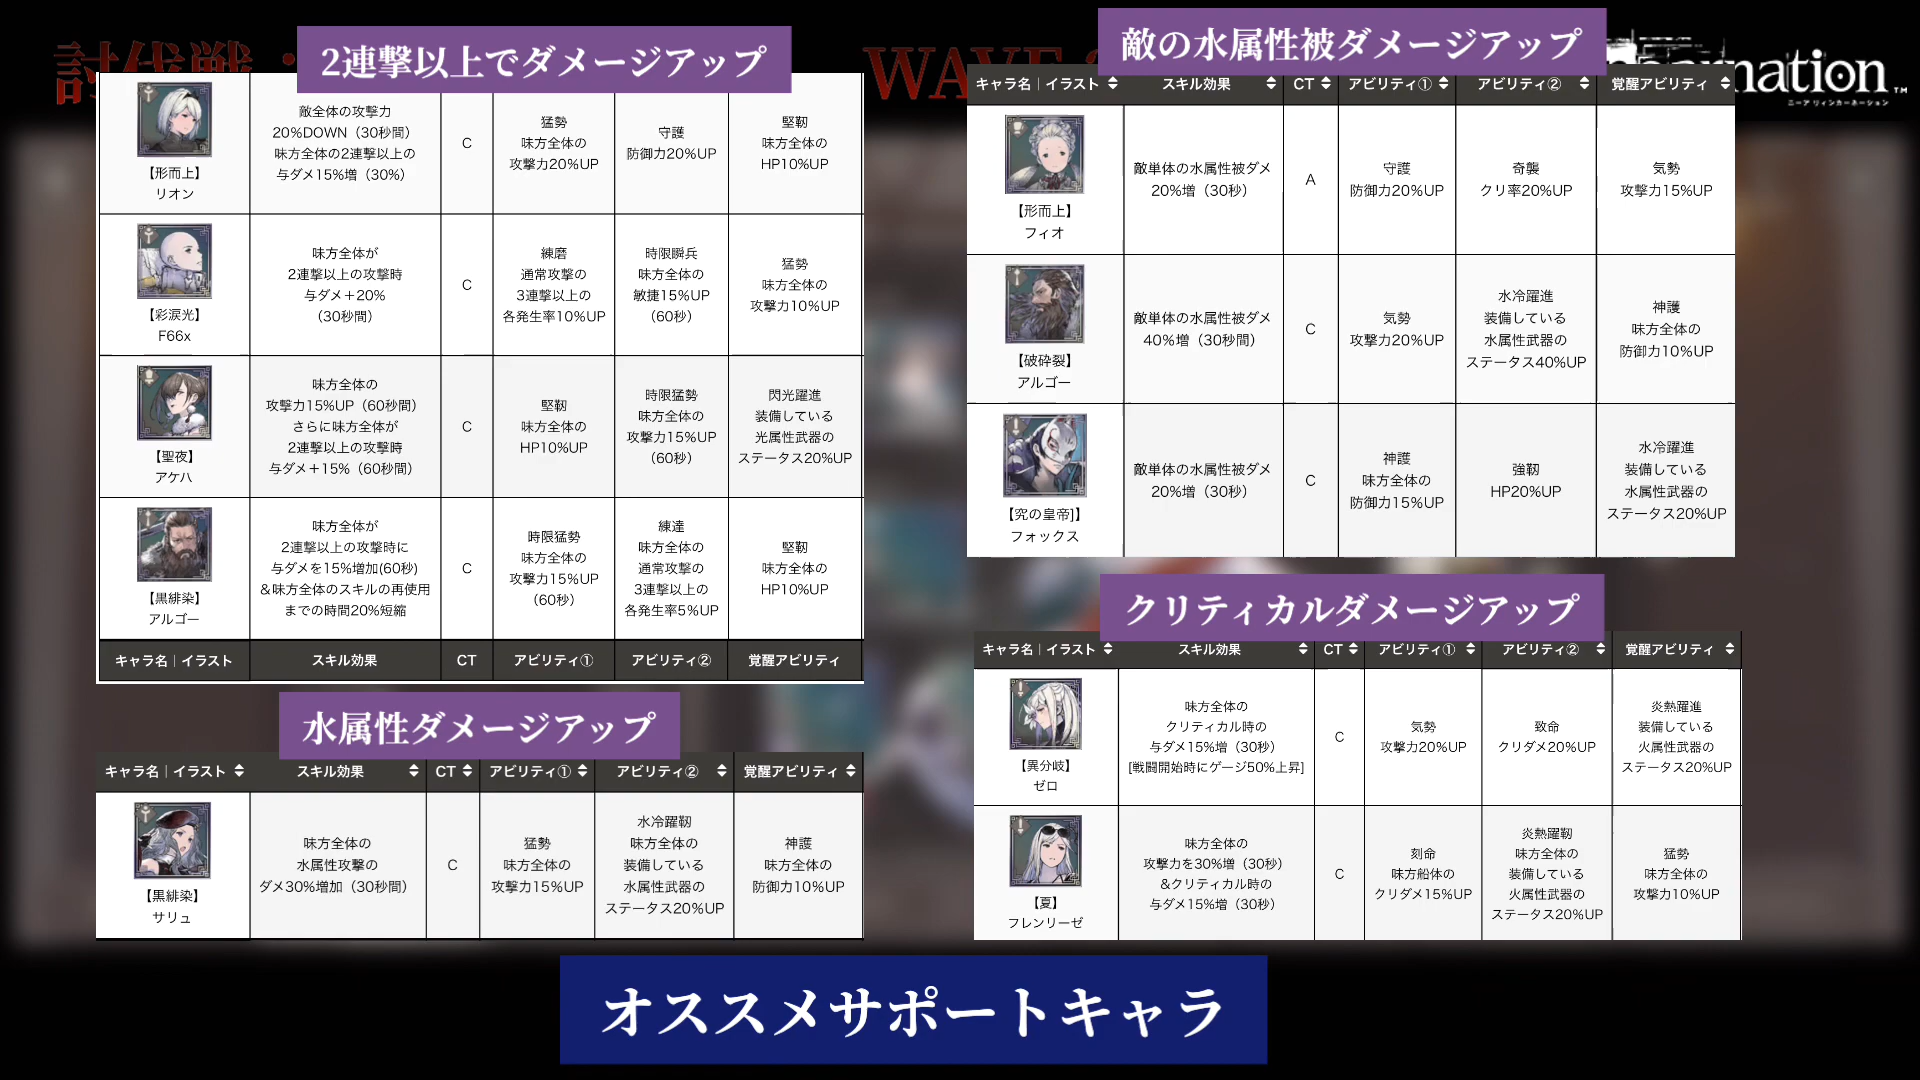 討伐戦
WAVE
nation
™
ニーア リィンカーネーション
2連撃以上でダメージアップ
敵全体の攻撃力
20%DOWN（30秒間）
味方全体の2連撃以上の
与ダメ15%増（30%）
C
猛勢
味方全体の
攻撃力20%UP
守護
防御力20%UP
堅靭
味方全体の
HP10%UP
【形而上】
リオン
味方全体が
2連撃以上の攻撃時
与ダメ＋20%
（30秒間）
C
練磨
通常攻撃の
3連撃以上の
各発生率10%UP
時限瞬兵
味方全体の
敏捷15%UP
（60秒）
猛勢
味方全体の
攻撃力10%UP
【彩涙光】
F66x
味方全体の
攻撃力15%UP（60秒間）
さらに味方全体が
2連撃以上の攻撃時
与ダメ＋15%（60秒間）
C
堅靭
味方全体の
HP10%UP
時限猛勢
味方全体の
攻撃力15%UP
（60秒）
閃光躍進
装備している
光属性武器の
ステータス20%UP
【聖夜】
アケハ
味方全体が
2連撃以上の攻撃時に
与ダメを15%増加(60秒)
＆味方全体のスキルの再使用
までの時間20%短縮
C
時限猛勢
味方全体の
攻撃力15%UP
（60秒）
練達
味方全体の
通常攻撃の
3連撃以上の
各発生率5%UP
堅靭
味方全体の
HP10%UP
【黒緋染】
アルゴー
キャラ名｜イラスト スキル効果 CT アビリティ① アビリティ② 覚醒アビリティ
水属性ダメージアップ
キャラ名｜イラスト スキル効果 CT アビリティ① アビリティ② 覚醒アビリティ
味方全体の
水属性攻撃の
ダメ30%増加（30秒間）
C
猛勢
味方全体の
攻撃力15%UP
水冷躍靭
味方全体の
装備している
水属性武器の
ステータス20%UP
神護
味方全体の
防御力10%UP
【黒緋染】
サリュ
敵の水属性被ダメージアップ
キャラ名｜イラスト スキル効果 CT アビリティ① アビリティ② 覚醒アビリティ
敵単体の水属性被ダメ
20%増（30秒）
A
守護
防御力20%UP
奇襲
クリ率20%UP
気勢
攻撃力15%UP
【形而上】
フィオ
敵単体の水属性被ダメ
40%増（30秒間）
C
気勢
攻撃力20%UP
水冷躍進
装備している
水属性武器の
ステータス40%UP
神護
味方全体の
防御力10%UP
【破砕裂】
アルゴー
敵単体の水属性被ダメ
20%増（30秒）
C
神護
味方全体の
防御力15%UP
強靭
HP20%UP
水冷躍進
装備している
水属性武器の
ステータス20%UP
【究の皇帝]】
フォックス
クリティカルダメージアップ
キャラ名｜イラスト スキル効果 CT アビリティ① アビリティ② 覚醒アビリティ
味方全体の
クリティカル時の
与ダメ15%増（30秒）
[戦闘開始時にゲージ50%上昇]
C
気勢
攻撃力20%UP
致命
クリダメ20%UP
炎熱躍進
装備している
火属性武器の
ステータス20%UP
【異分岐】
ゼロ
味方全体の
攻撃力を30%増（30秒）
&クリティカル時の
与ダメ15%増（30秒）
C
刻命
味方船体の
クリダメ15%UP
炎熱躍靭
味方全体の
装備している
火属性武器の
ステータス20%UP
猛勢
味方全体の
攻撃力10%UP
【夏】
フレンリーゼ
オススメサポートキャラ